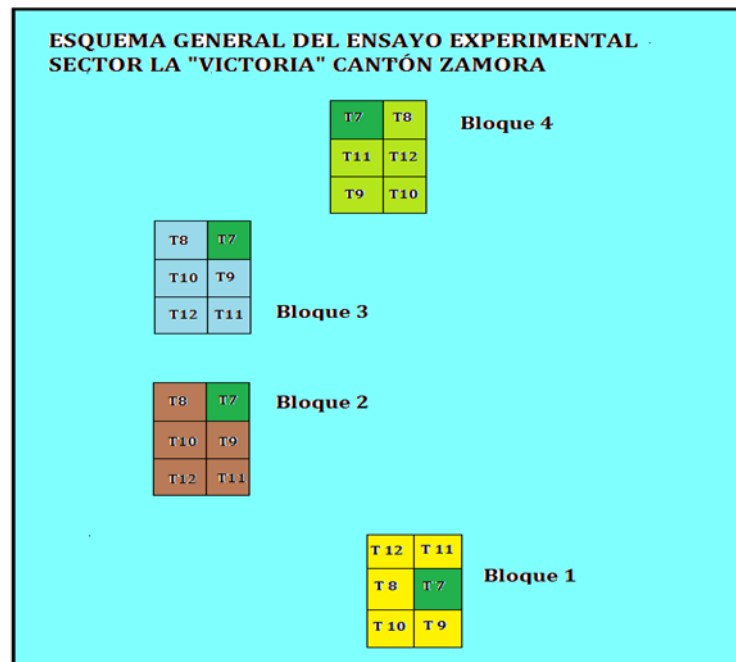 ESQUEMA GENERAL DEL ENSAYO EXPERIMENTAL
SECTOR LA "VICTORIA" CANTÓN ZAMORA
T7 T8
T11 T12
T9 T10
Bloque 4
T8 T7
T10 T9
T12 T11
Bloque 3
T8 T7
T10 T9
T12 T11
Bloque 2
T 12 T 11
T 8 T 7
T 10 T 9
Bloque 1